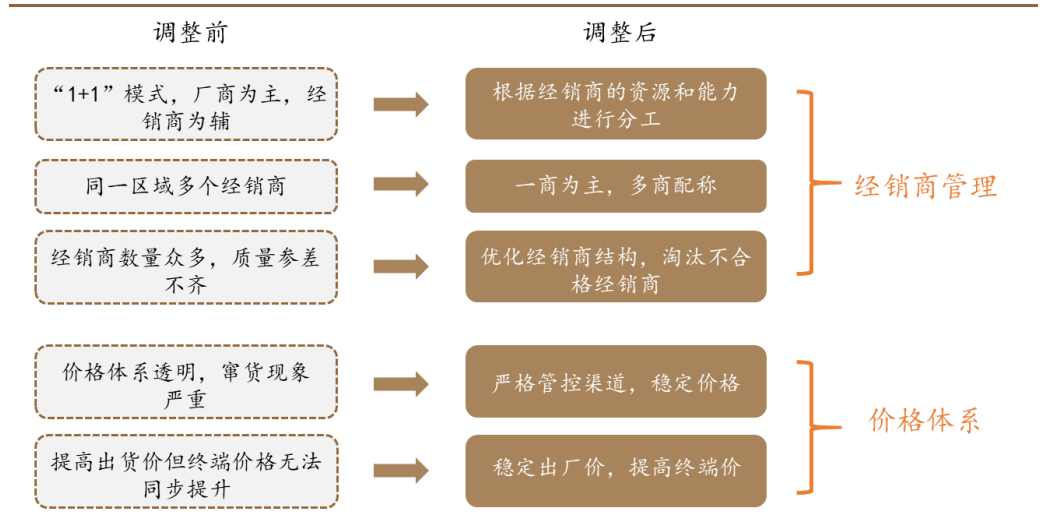 调整前
调整后
“1+1”模式，厂商为主，经
销商为辅
根据经销商的资源和能力
进行分工
同一区域多个经销商
一商为主，多商配称
经销商数量众多，质量参差
不齐
优化经销商结构，淘汰不合
格经销商
经销商管理
价格体系透明，窜货现象
严重
严格管控渠道，稳定价格
提高出货价但终端价格无法
同步提升
稳定出厂价，提高终端价
价格体系